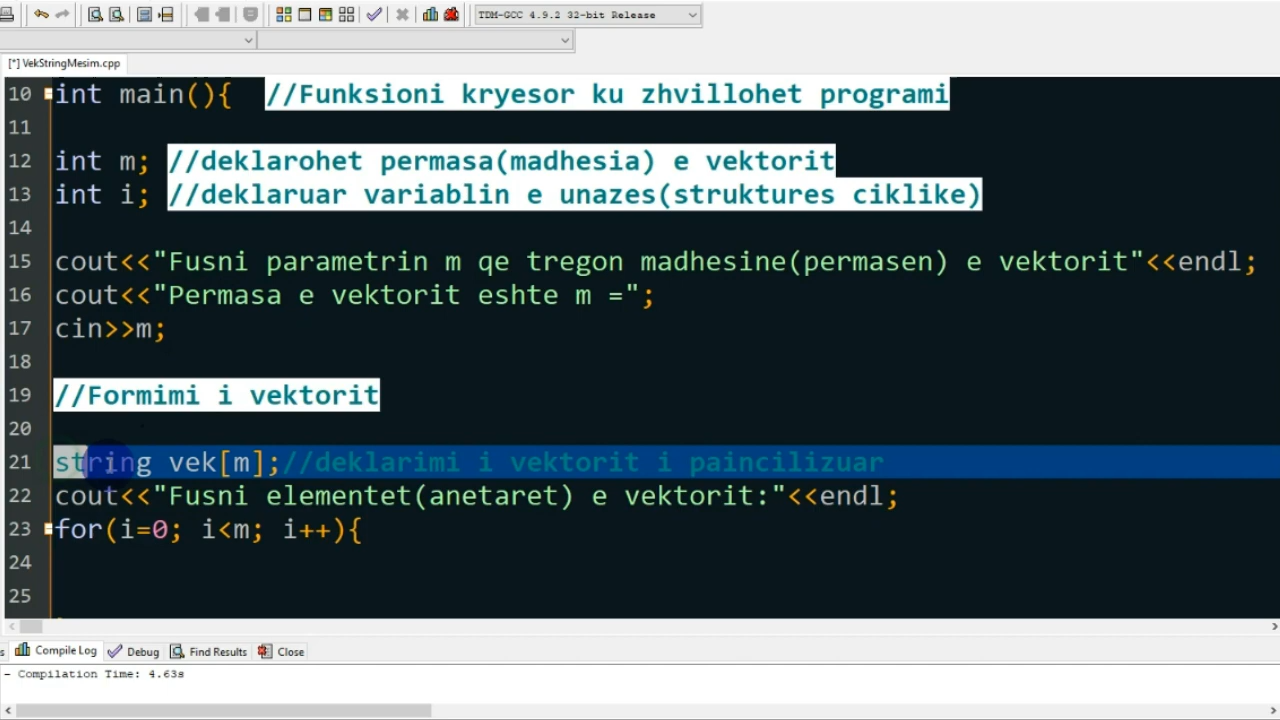 TDM-GCC 4.9.2 32-bit Release
[*] VekStringMesim.cpp
10 int main(){ //Funksioni kryesor ku zhvillohet programi
11
12 int m; //deklarohet permasa(madhesia) e vektorit
13 int i; //deklaruar variablin e unazes(struktures ciklike)
14
15 cout<<"Fusni parametrin m qe tregon madhesine(permasen) e vektorit"<<endl;
16 cout<<"Permasa e vektorit eshte m =";
17 cin>>m;
18
19 //Formimi i vektorit
20
21 string vek[m];//deklarimi i vektorit i paincilizuar
22 cout<<"Fusni elementet(anetaret) e vektorit:"<<endl;
23 for(i=0; i<m; i++){
24
25
s Compile Log Debug Find Results Close
- Compilation Time: 4.63s